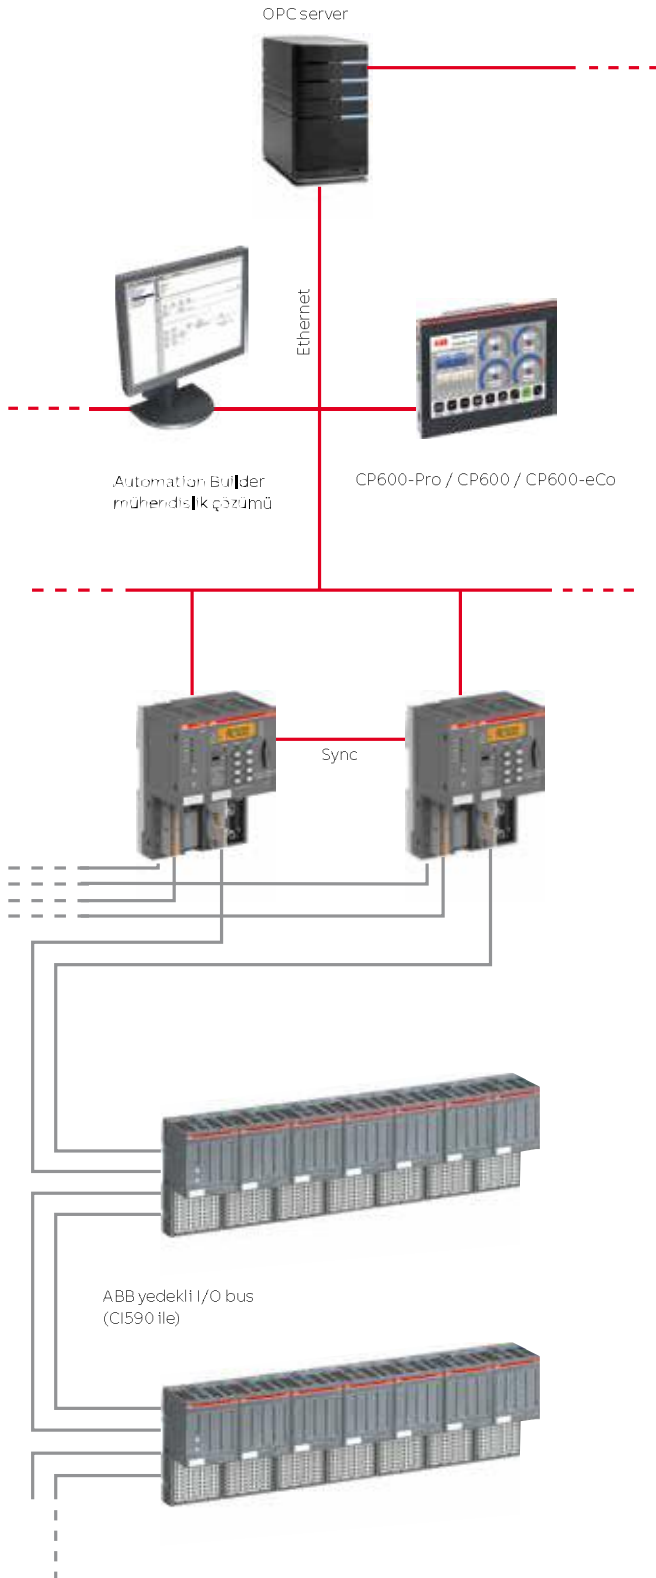 OPC server
Ethernet
Automation Builder
mühendislik çözümü
CP600-Pro / CP600 / CP600-eCo
Sync
ABB yedekli I/O bus
(CI590 ile)